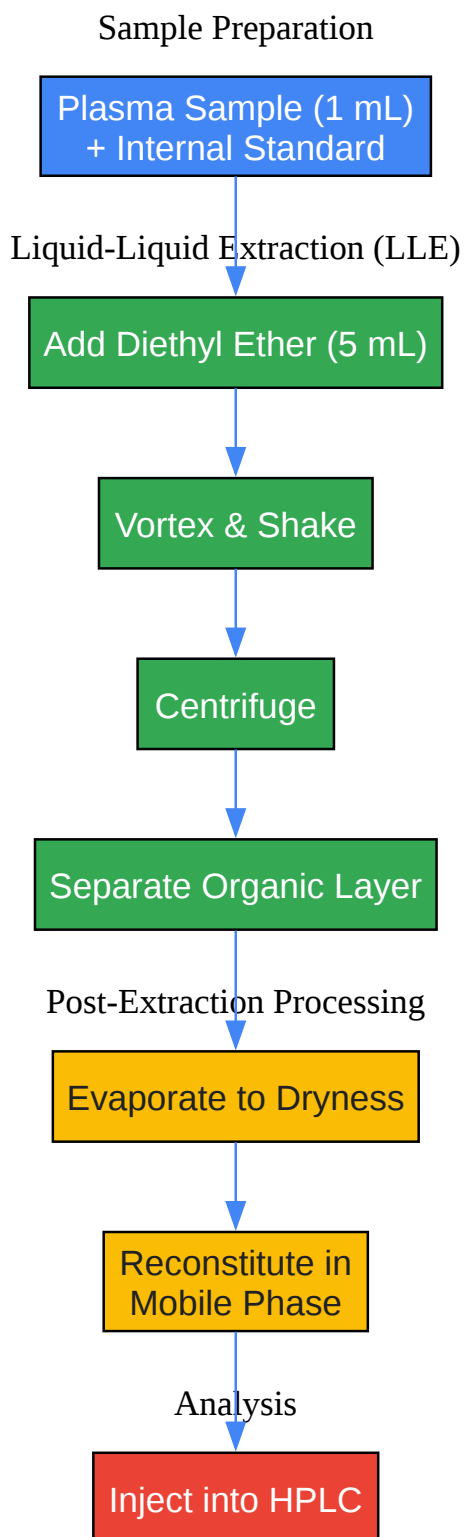 Sample Preparation
Plasma Sample (1 mL)
+ Internal Standard
Liquid-Liquid Extraction (LLE)
Add Diethyl Ether (5 mL)
Vortex & Shake
Centrifuge
Separate Organic Layer
Post-Extraction Processing
Evaporate to Dryness
Reconstitute in
Mobile Phase
Analysis
Inject into HPLC